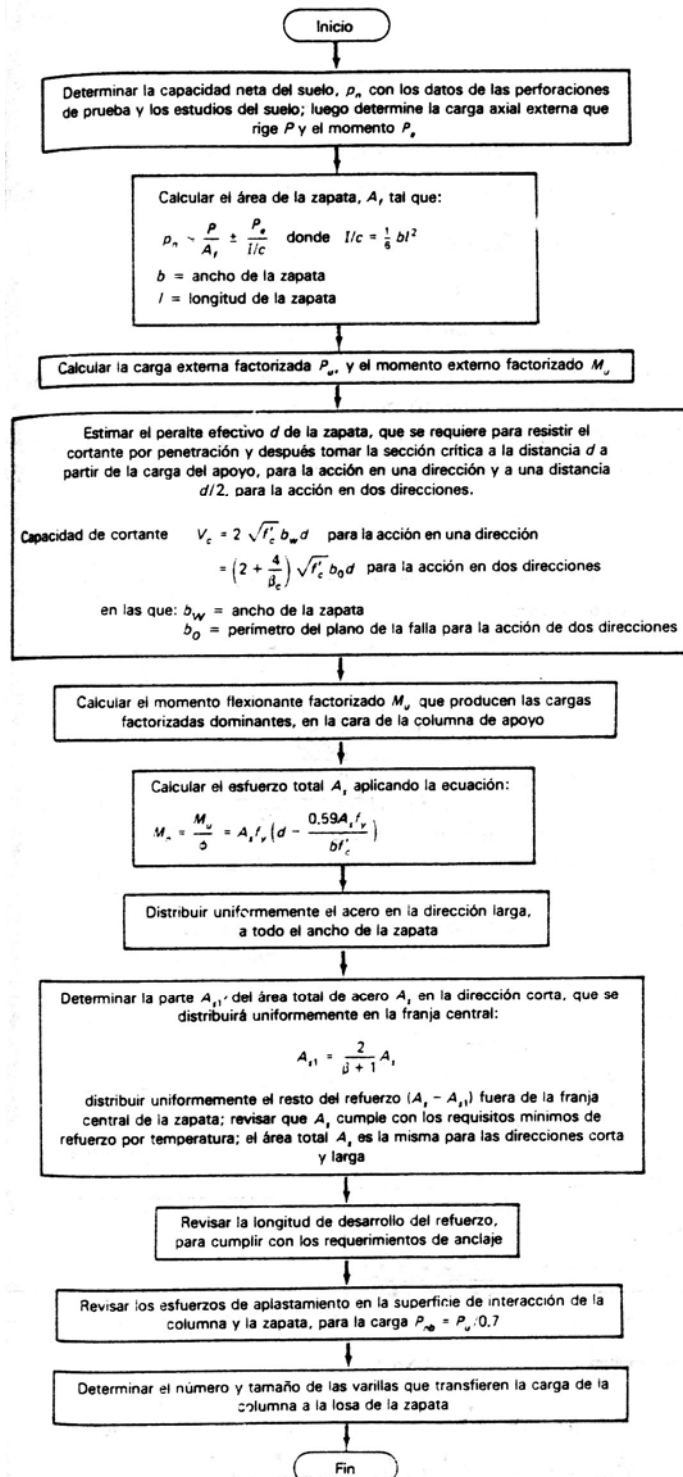 Inicio
Determinar la capacidad neta del suelo, pₙ con los datos de las perforaciones
de prueba y los estudios del suelo; luego determine la carga axial externa que
rige P y el momento Pₑ
Calcular el área de la zapata, A_f tal que:
pₙ - P/A_f ± Pₑ/(I/c) donde I/c = 1/6 bl²
b = ancho de la zapata
l = longitud de la zapata
Calcular la carga externa factorizada Pᵤ, y el momento externo factorizado Mᵤ
Estimar el peralte efectivo d de la zapata, que se requiere para resistir el
cortante por penetración y después tomar la sección crítica a la distancia d a
partir de la carga del apoyo, para la acción en una dirección y a una distancia
d/2, para la acción en dos direcciones.
Capacidad de cortante V_c = 2 √f'_c b_w d para la acción en una dirección
= (2 + 4/β_c) √f'_c b₀d para la acción en dos direcciones
en las que: b_w = ancho de la zapata
b_o = perímetro del plano de la falla para la acción de dos direcciones
Calcular el momento flexionante factorizado Mᵤ que producen las cargas
factorizadas dominantes, en la cara de la columna de apoyo
Calcular el esfuerzo total A_s aplicando la ecuación:
Mₙ = Mᵤ/φ = A_s f_y (d - 0.59A_s f_y/bf'_c)
Distribuir uniformemente el acero en la dirección larga,
a todo el ancho de la zapata
Determinar la parte A_s1, del área total de acero A_s en la dirección corta, que se
distribuirá uniformemente en la franja central:
A_s1 = 2/(β + 1) A_s
distribuir uniformemente el resto del refuerzo (A_s - A_s1) fuera de la franja
central de la zapata; revisar que A_s cumple con los requisitos mínimos de
refuerzo por temperatura; el área total A_s es la misma para las direcciones corta
y larga
Revisar la longitud de desarrollo del refuerzo,
para cumplir con los requerimientos de anclaje
Revisar los esfuerzos de aplastamiento en la superficie de interacción de la
columna y la zapata, para la carga P_nb = Pᵤ/0.7
Determinar el número y tamaño de las varillas que transfieren la carga de la
columna a la losa de la zapata
Fin